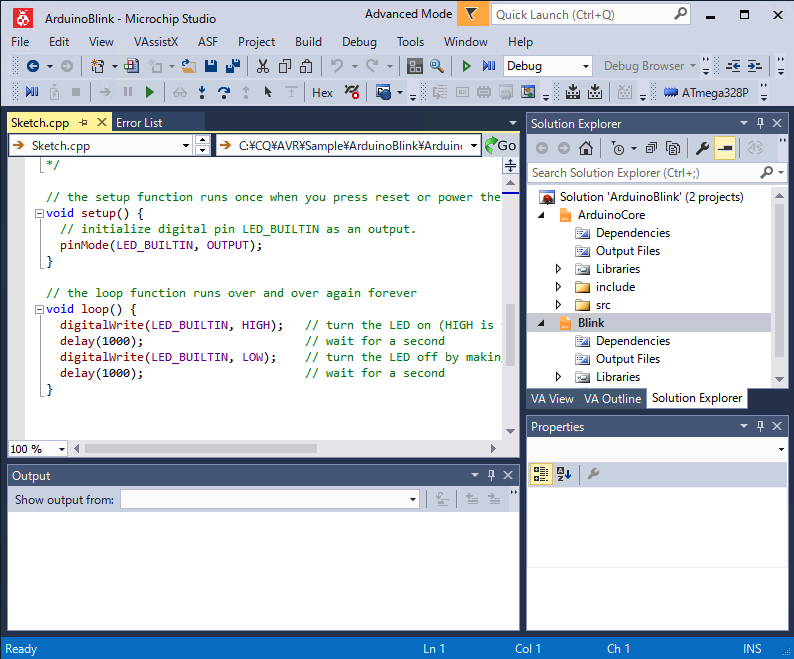 ArduinoBlink - Microchip Studio
Advanced Mode
Quick Launch (Ctrl+Q)
File Edit View VAssistX ASF Project Build Debug Tools Window Help
Debug
Debug Browser
Hex
ATmega328P
Sketch.cpp
Error List
Sketch.cpp
C:¥CQ¥AVR¥Sample¥ArduinoBlink¥Arduino
Go
*/
// the setup function runs once when you press reset or power the
void setup() {
// initialize digital pin LED_BUILTIN as an output.
pinMode(LED_BUILTIN, OUTPUT);
}
// the loop function runs over and over again forever
void loop() {
digitalWrite(LED_BUILTIN, HIGH); // turn the LED on (HIGH is
delay(1000); // wait for a second
digitalWrite(LED_BUILTIN, LOW); // turn the LED off by making
delay(1000); // wait for a second
}
100 %
Output
Show output from:
Solution Explorer
Search Solution Explorer (Ctrl+;)
Solution 'ArduinoBlink' (2 projects)
ArduinoCore
Dependencies
Output Files
Libraries
include
src
Blink
Dependencies
Output Files
Libraries
VA View VA Outline Solution Explorer
Properties
Ready Ln 1 Col 1 Ch 1 INS